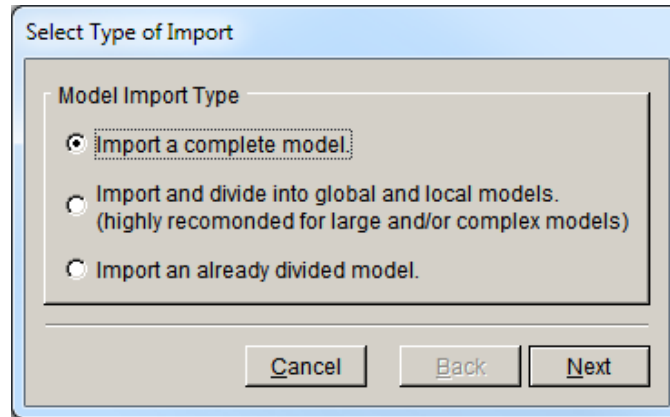 Select Type of Import
Model Import Type
Import a complete model.
Import and divide into global and local models.
(highly recomonded for large and/or complex models)
Import an already divided model.
Cancel
Back
Next